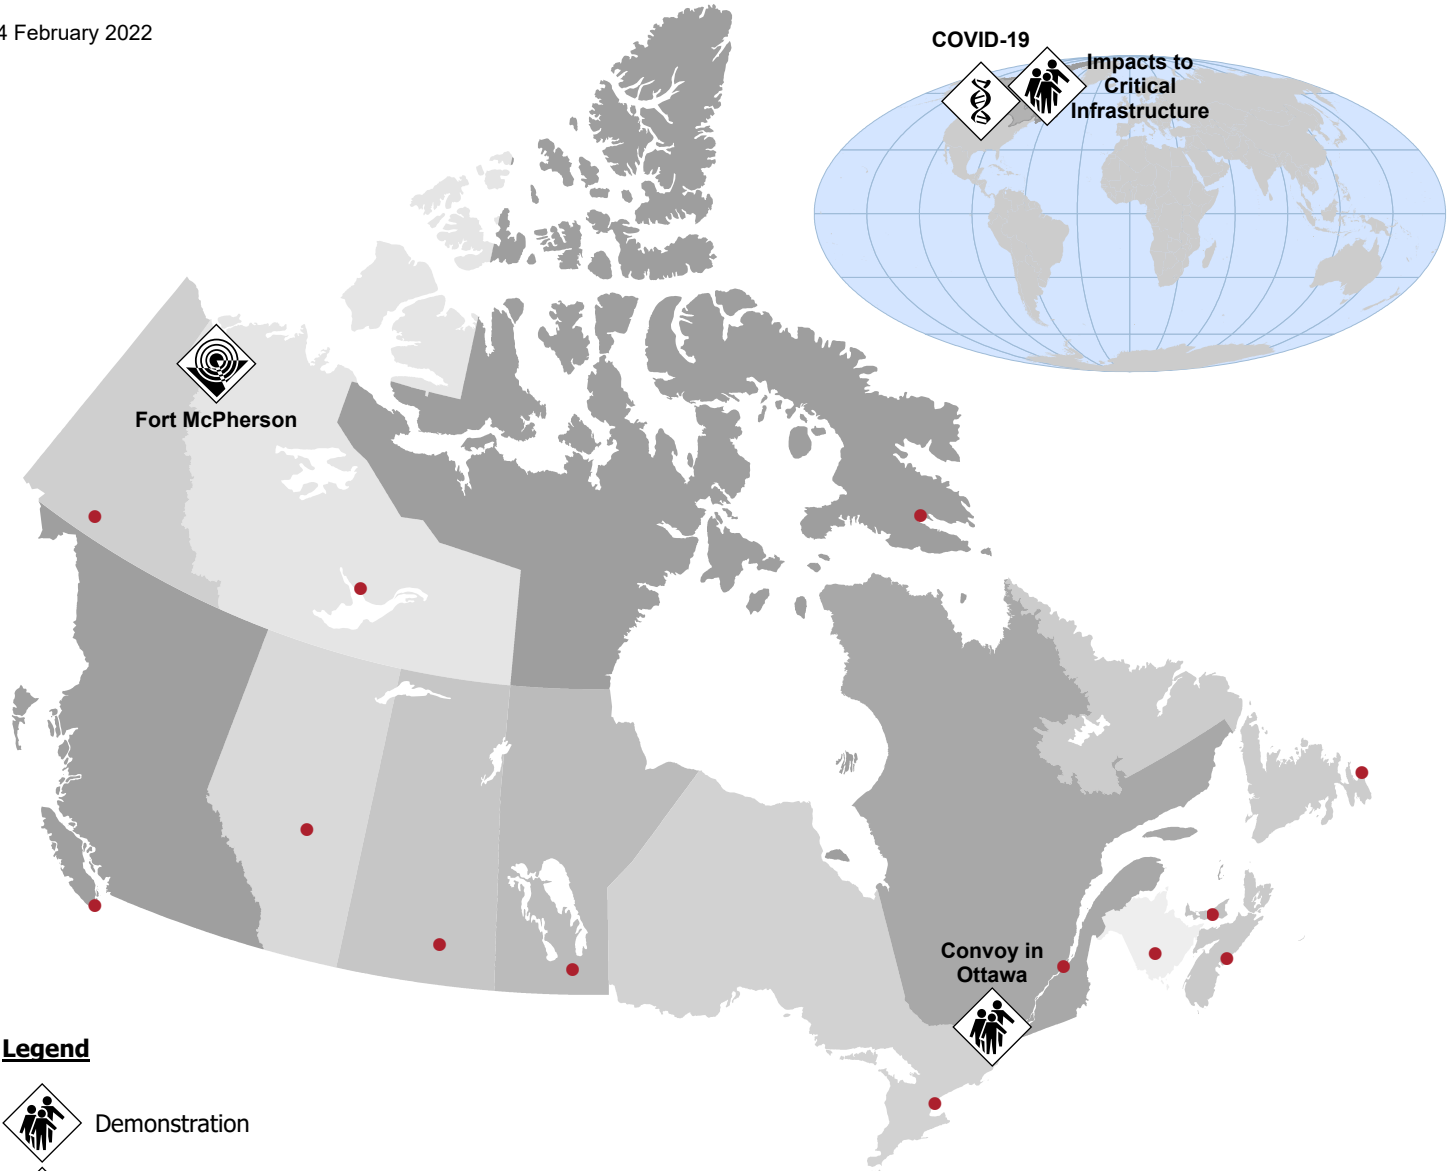 4 February 2022
COVID-19
Impacts to
Critical
Infrastructure
Fort McPherson
Convoy in
Ottawa
Legend
Demonstration